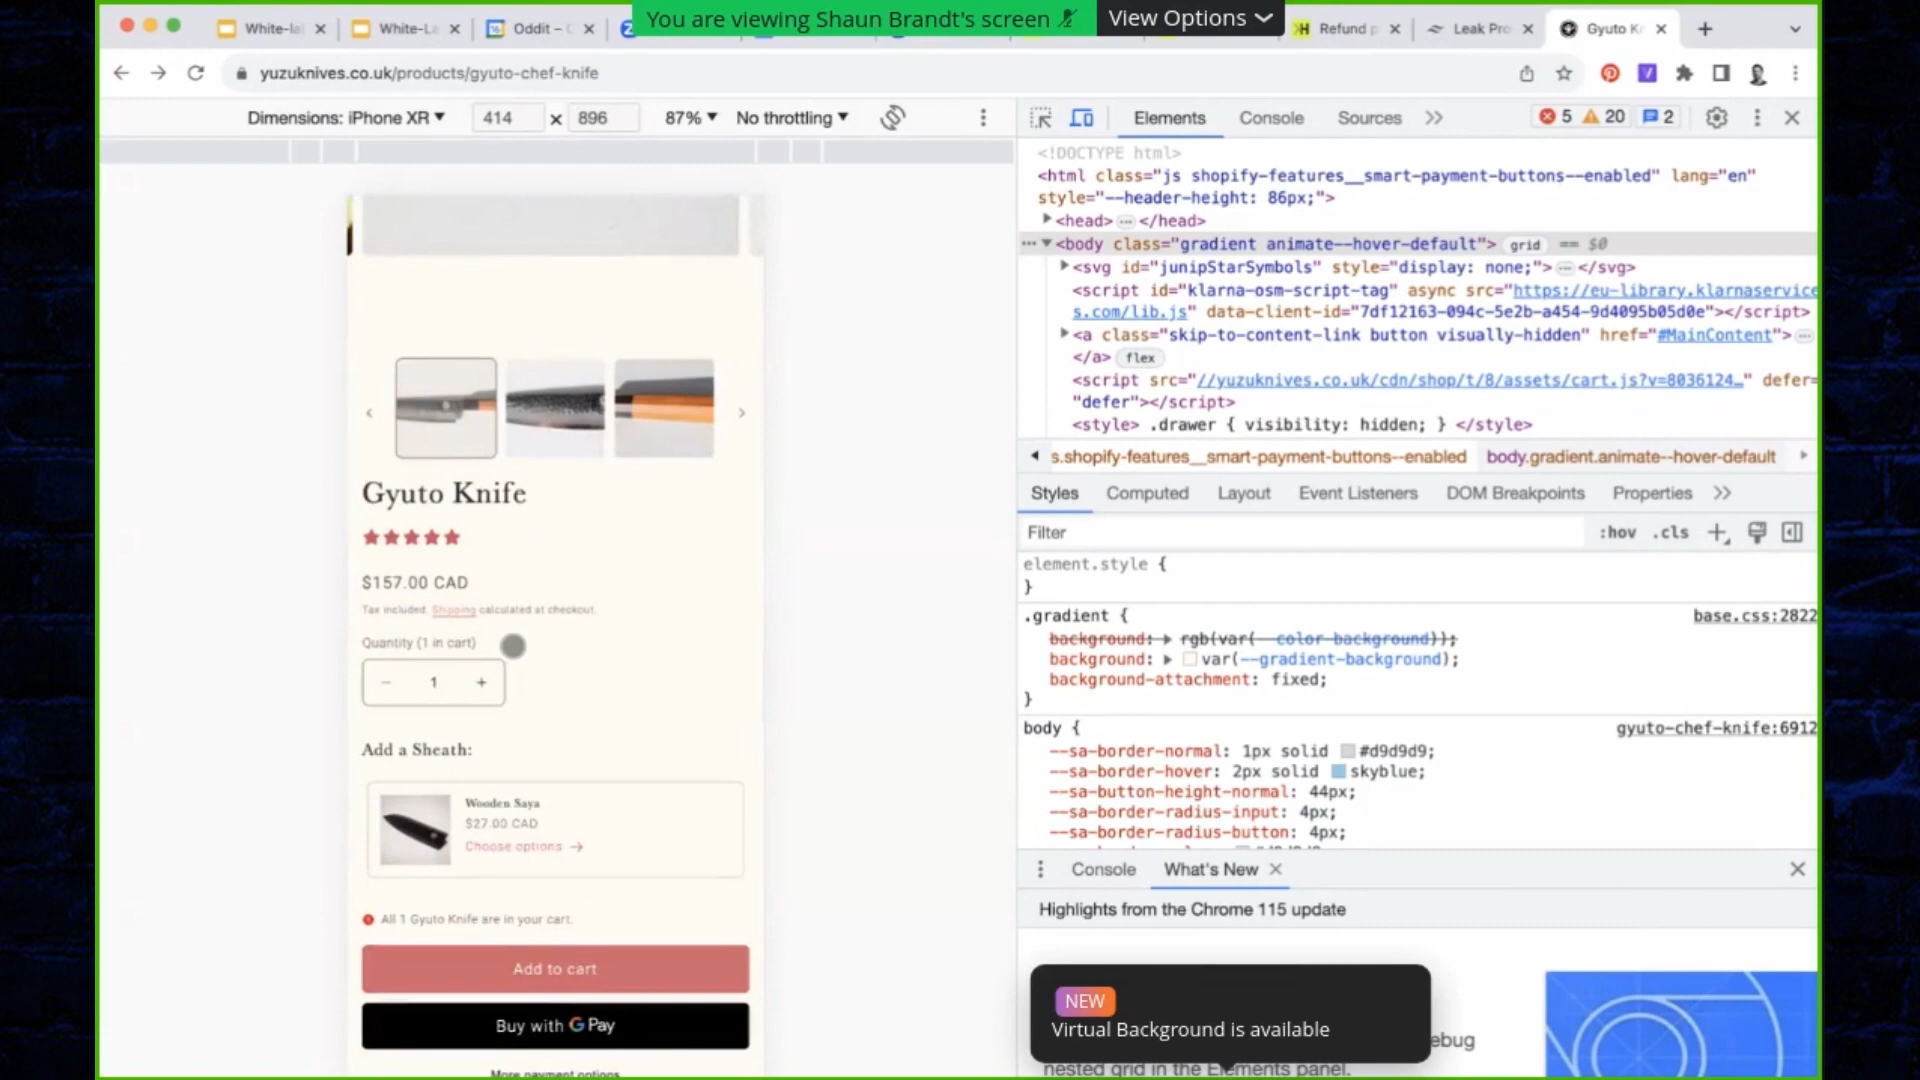 You are viewing Shaun Brandt's screen
View Options
White-la
White-La
Oddit –
Refund p
Leak Pro
Gyuto Kn
yuzuknives.co.uk/products/gyuto-chef-knife
Dimensions: iPhone XR ▼ 414 × 896 87% ▼ No throttling ▼
Elements Console Sources 5 20 2
<!DOCTYPE html>
<html class="js shopify-features__smart-payment-buttons--enabled" lang="en"
style="--header-height: 86px;">
<head> … </head>
<body class="gradient animate--hover-default"> grid == $0
<svg id="junipStarSymbols" style="display: none;"> … </svg>
<script id="klarna-osm-script-tag" async src="https://eu-library.klarnaservice
s.com/lib.js" data-client-id="7df12163-094c-5e2b-a454-9d4095b05d0e"></script>
<a class="skip-to-content-link button visually-hidden" href="#MainContent"> …
</a> flex
<script src="//yuzuknives.co.uk/cdn/shop/t/8/assets/cart.js?v=8036124…" defer=
"defer"></script>
<style> .drawer { visibility: hidden; } </style>
s.shopify-features__smart-payment-buttons--enabled body.gradient.animate--hover-default
Styles Computed Layout Event Listeners DOM Breakpoints Properties
Filter :hov .cls
element.style {
}
.gradient { base.css:2822
background: rgb(var(--color-background));
background: var(--gradient-background);
background-attachment: fixed;
}
body { gyuto-chef-knife:6912
--sa-border-normal: 1px solid #d9d9d9;
--sa-border-hover: 2px solid skyblue;
--sa-button-height-normal: 44px;
--sa-border-radius-input: 4px;
--sa-border-radius-button: 4px;
Console What's New
Highlights from the Chrome 115 update
NEW
Virtual Background is available
ebug
nested grid in the Elements panel.
Gyuto Knife
$157.00 CAD
Tax included. Shipping calculated at checkout.
Quantity (1 in cart)
− 1 +
Add a Sheath:
Wooden Saya
$27.00 CAD
Choose options →
All 1 Gyuto Knife are in your cart.
Add to cart
Buy with G Pay
More payment options